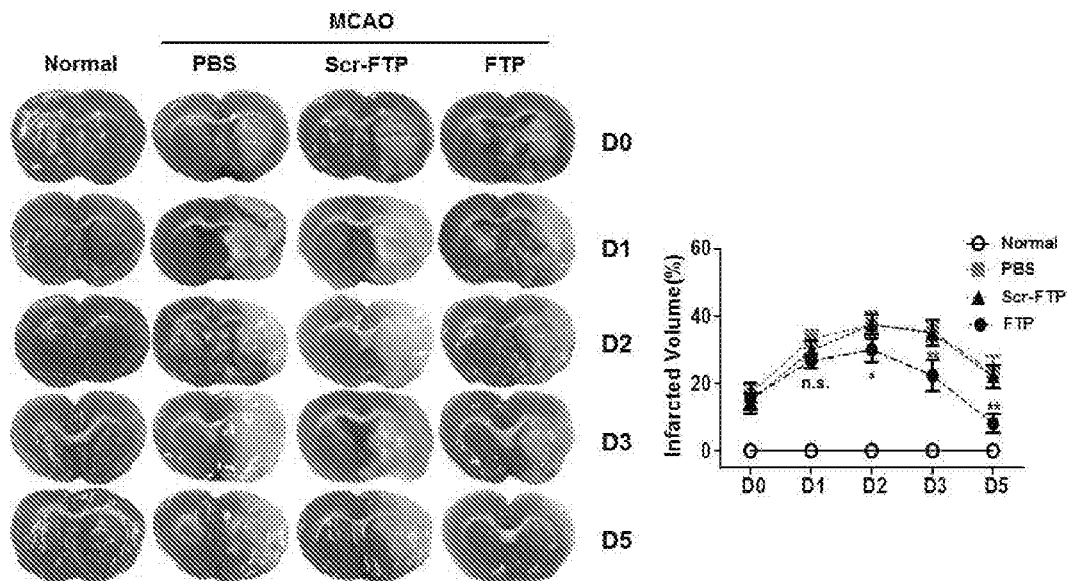 MCAO
Normal PBS Scr-FTP FTP
D0
D1
D2
D3
D5
Infarcted Volume(%)
60
40
20
0
D0 D1 D2 D3 D5
n.s.
*
**
**
Normal
PBS
Scr-FTP
FTP